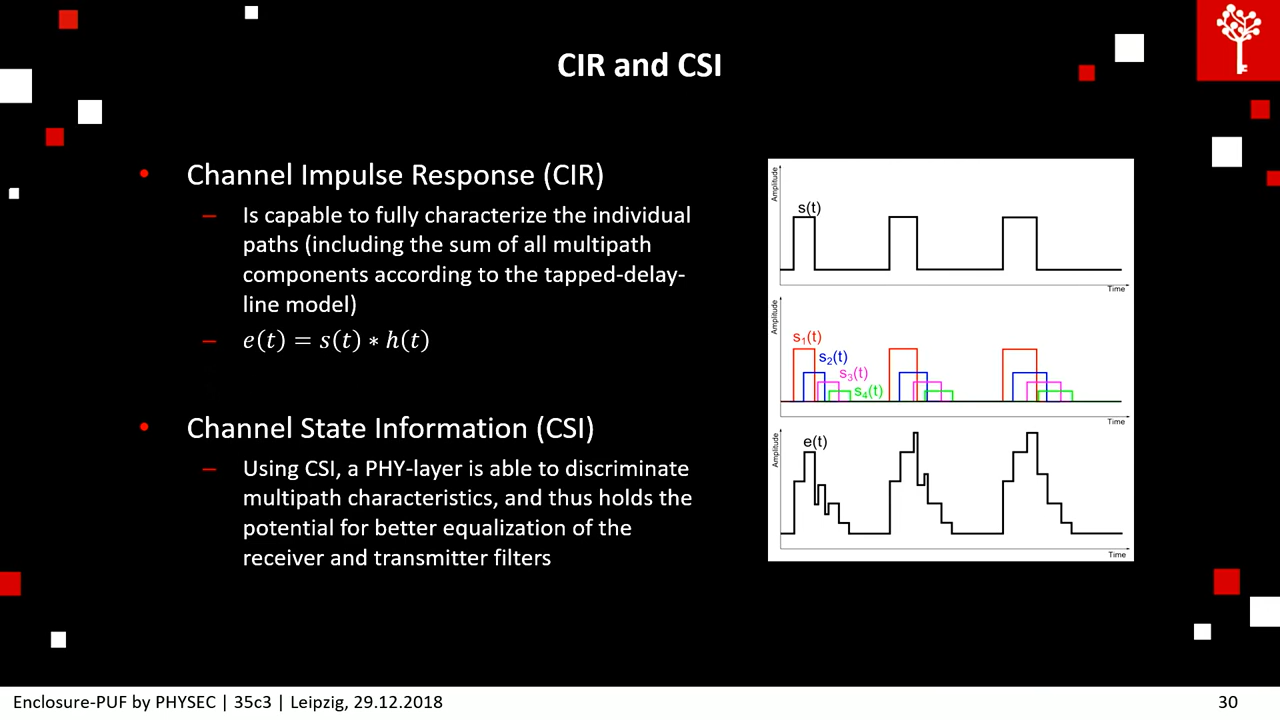 CIR and CSI
• Channel Impulse Response (CIR)
– Is capable to fully characterize the individual
paths (including the sum of all multipath
components according to the tapped-delay-
line model)
– e(t) = s(t) ∗ h(t)
• Channel State Information (CSI)
– Using CSI, a PHY-layer is able to discriminate
multipath characteristics, and thus holds the
potential for better equalization of the
receiver and transmitter filters
Amplitude
s(t)
Time
Amplitude
s₁(t)
s₂(t)
s₃(t)
s₄(t)
Time
Amplitude
e(t)
Time
Enclosure-PUF by PHYSEC | 35c3 | Leipzig, 29.12.2018
30